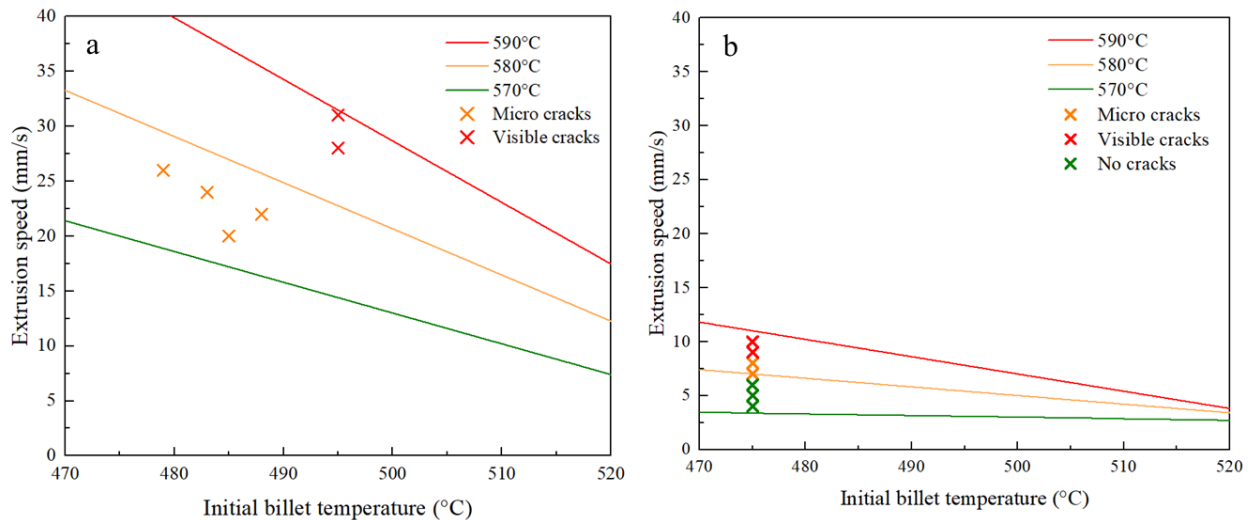 a
590°C
580°C
570°C
Micro cracks
Visible cracks
40
35
30
25
20
15
10
5
0
470
480
490
500
510
520
Extrusion speed (mm/s)
Initial billet temperature (°C)
b
590°C
580°C
570°C
Micro cracks
Visible cracks
No cracks
40
35
30
25
20
15
10
5
0
470
480
490
500
510
520
Extrusion speed (mm/s)
Initial billet temperature (°C)